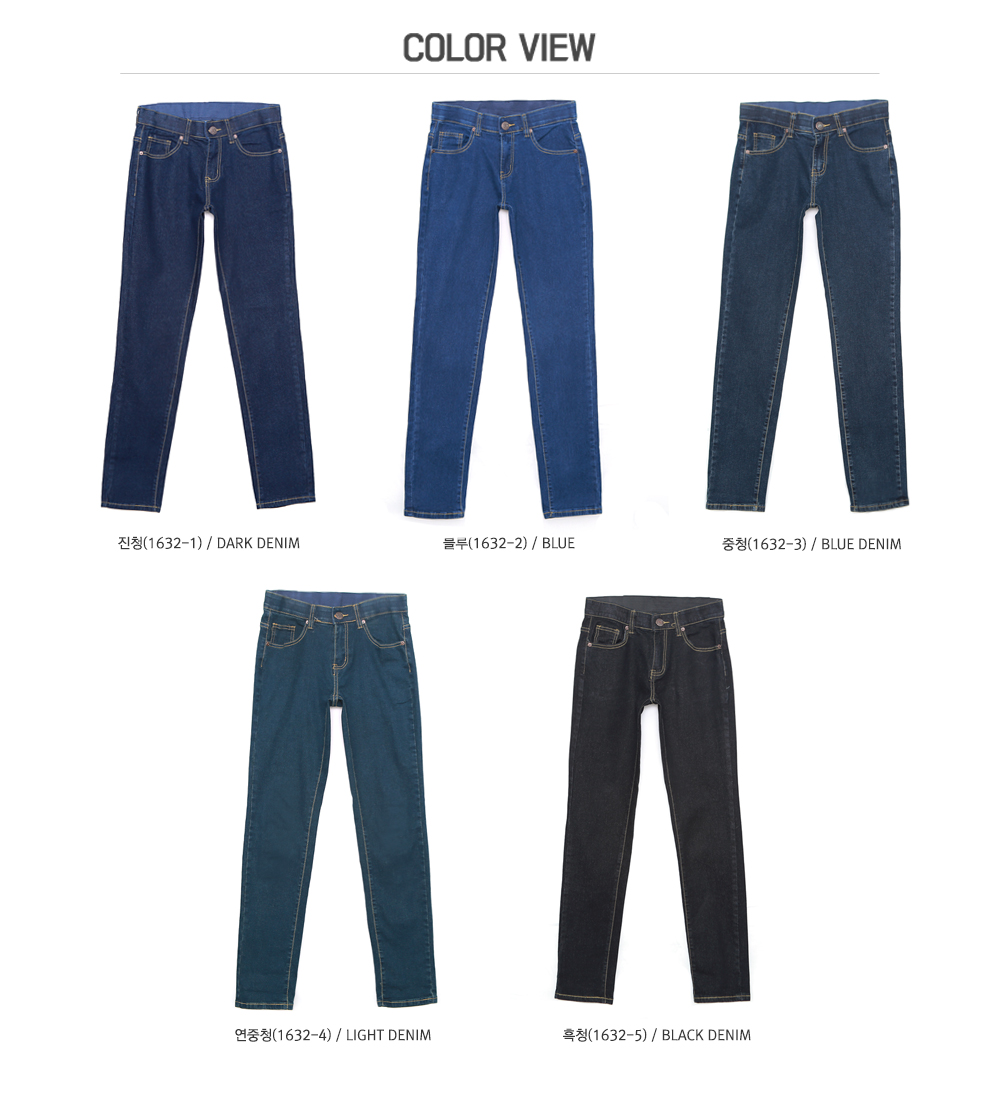 COLOR VIEW
진청(1632-1) / DARK DENIM
블루(1632-2) / BLUE
중청(1632-3) / BLUE DENIM
연중청(1632-4) / LIGHT DENIM
흑청(1632-5) / BLACK DENIM